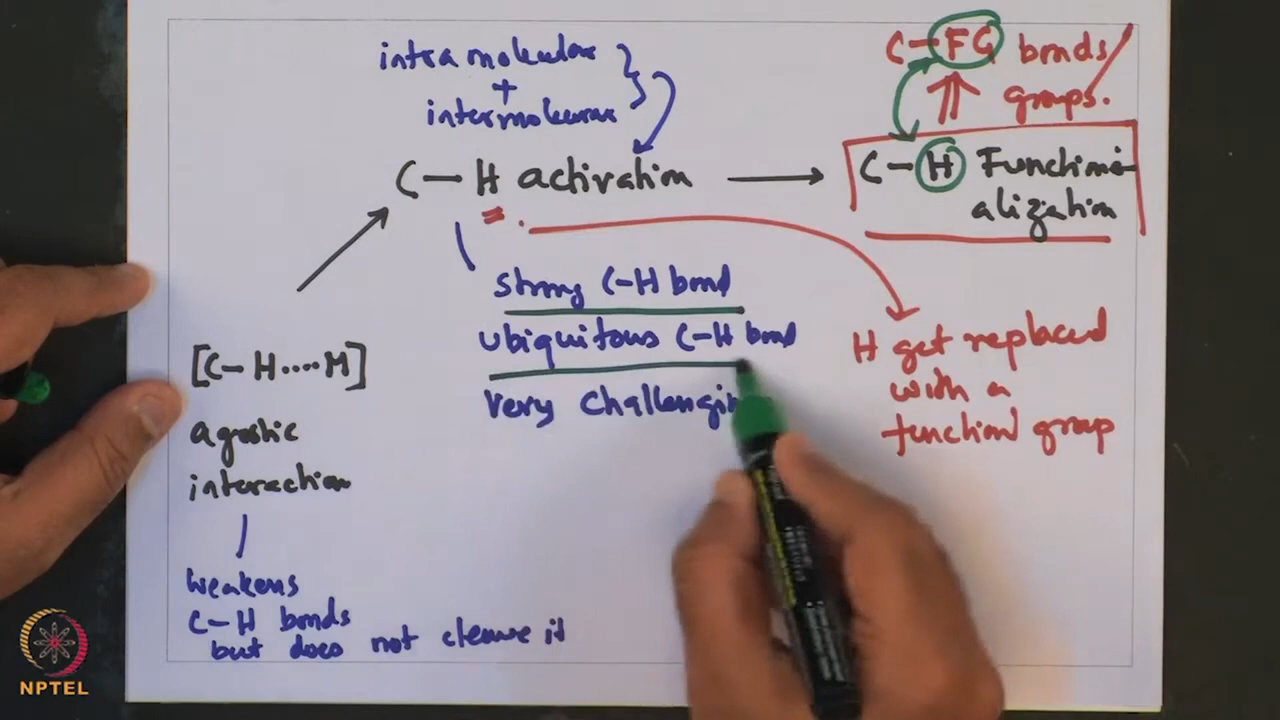 intramolecular
+
intermolecular
C-FG bonds
groups.
C-H activation
C-H Functionalization
strong C-H bond
ubiquitous C-H bond
very challengin
H get replaced
with a
function group
[C-H....M]
agostic
interaction
weakens
C-H bonds
but does not cleave it
NPTEL